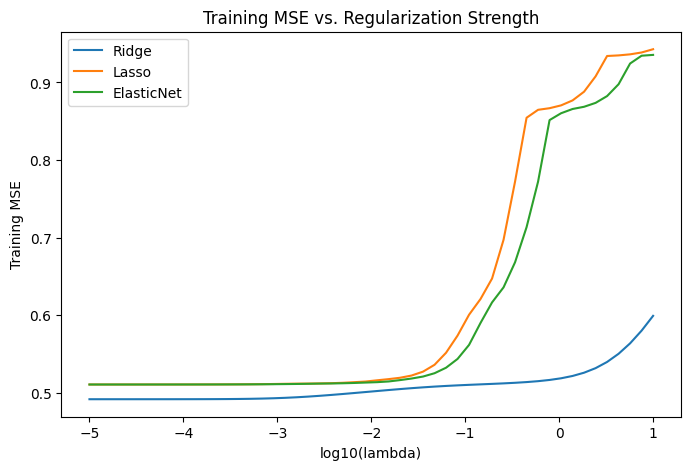 Training MSE vs. Regularization Strength
Ridge
Lasso
ElasticNet
Training MSE
0.9
0.8
0.7
0.6
0.5
−5 −4 −3 −2 −1 0 1
log10(lambda)